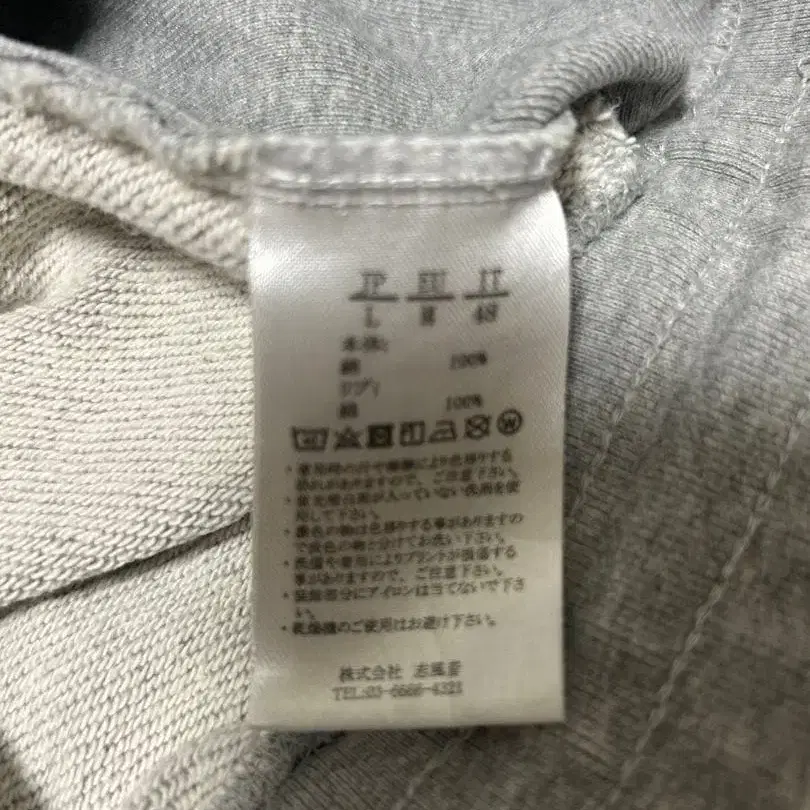 JP EU IT
L M 48
本体:
綿 100%
リブ:
綿 100%
40 W
・着用時の汗や摩擦により色移りする
恐れがありますので、ご注意下さい。
・蛍光増白剤が入っていない洗剤を使
用して下さい。
・濃色の物は色移りする事がありますの
で淡色の物と分けてお洗い下さい。
・洗濯や着用によりプリントが剥落する
事がありますので、ご注意下さい。
・装飾部分にアイロンは当てないで下さ
い。
・乾燥機のご使用はお避け下さい。
株式会社 志風音
TEL:03-6666-4321